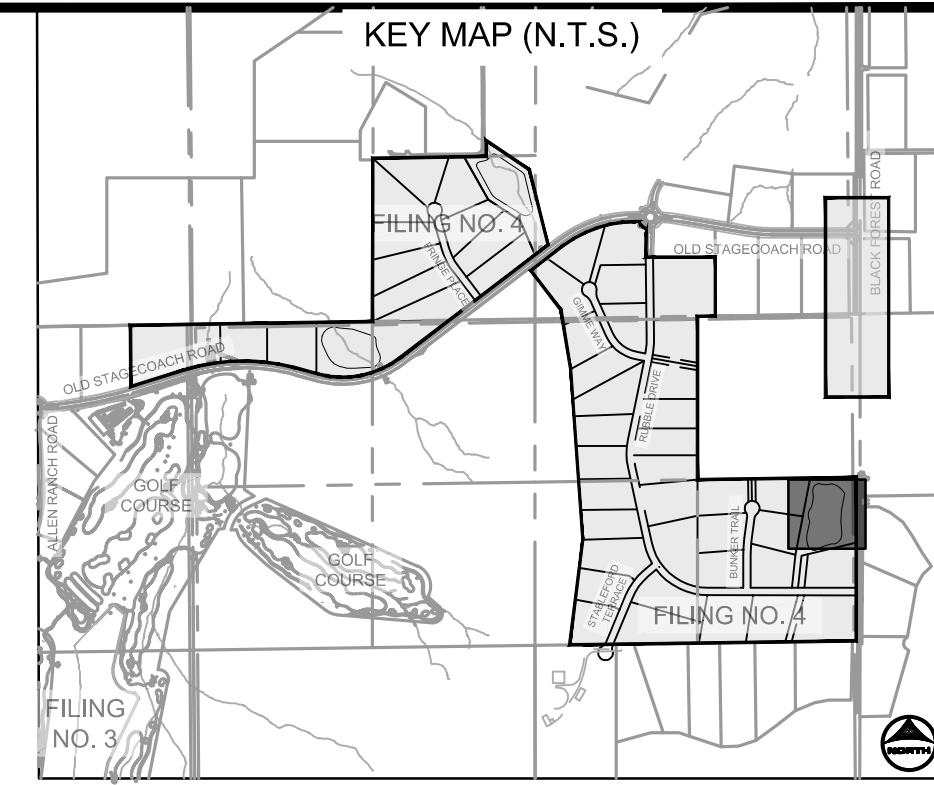 KEY MAP (N.T.S.)
BLACK FOREST ROAD
FILING NO. 4
FRINGE PLACE
OLD STAGECOACH ROAD
GIMME WAY
OLD STAGECOACH ROAD
RUBBLE DRIVE
ALLEN RANCH ROAD
GOLF
COURSE
GOLF
COURSE
BUNKER TRAIL
STABLEFORD
TERRACE
FILING NO. 4
FILING
NO. 3
NORTH